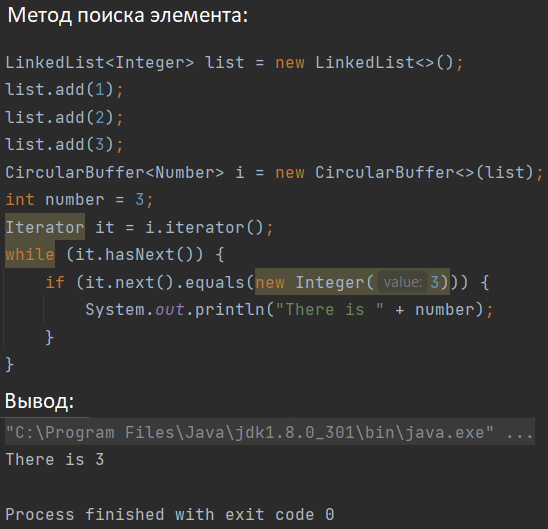 Метод поиска элемента:
LinkedList<Integer> list = new LinkedList<>();
list.add(1);
list.add(2);
list.add(3);
CircularBuffer<Number> i = new CircularBuffer<>(list);
int number = 3;
Iterator it = i.iterator();
while (it.hasNext()) {
    if (it.next().equals(new Integer( value: 3))) {
        System.out.println("There is " + number);
    }
}
Вывод:
"C:\Program Files\Java\jdk1.8.0_301\bin\java.exe" ...
There is 3
Process finished with exit code 0